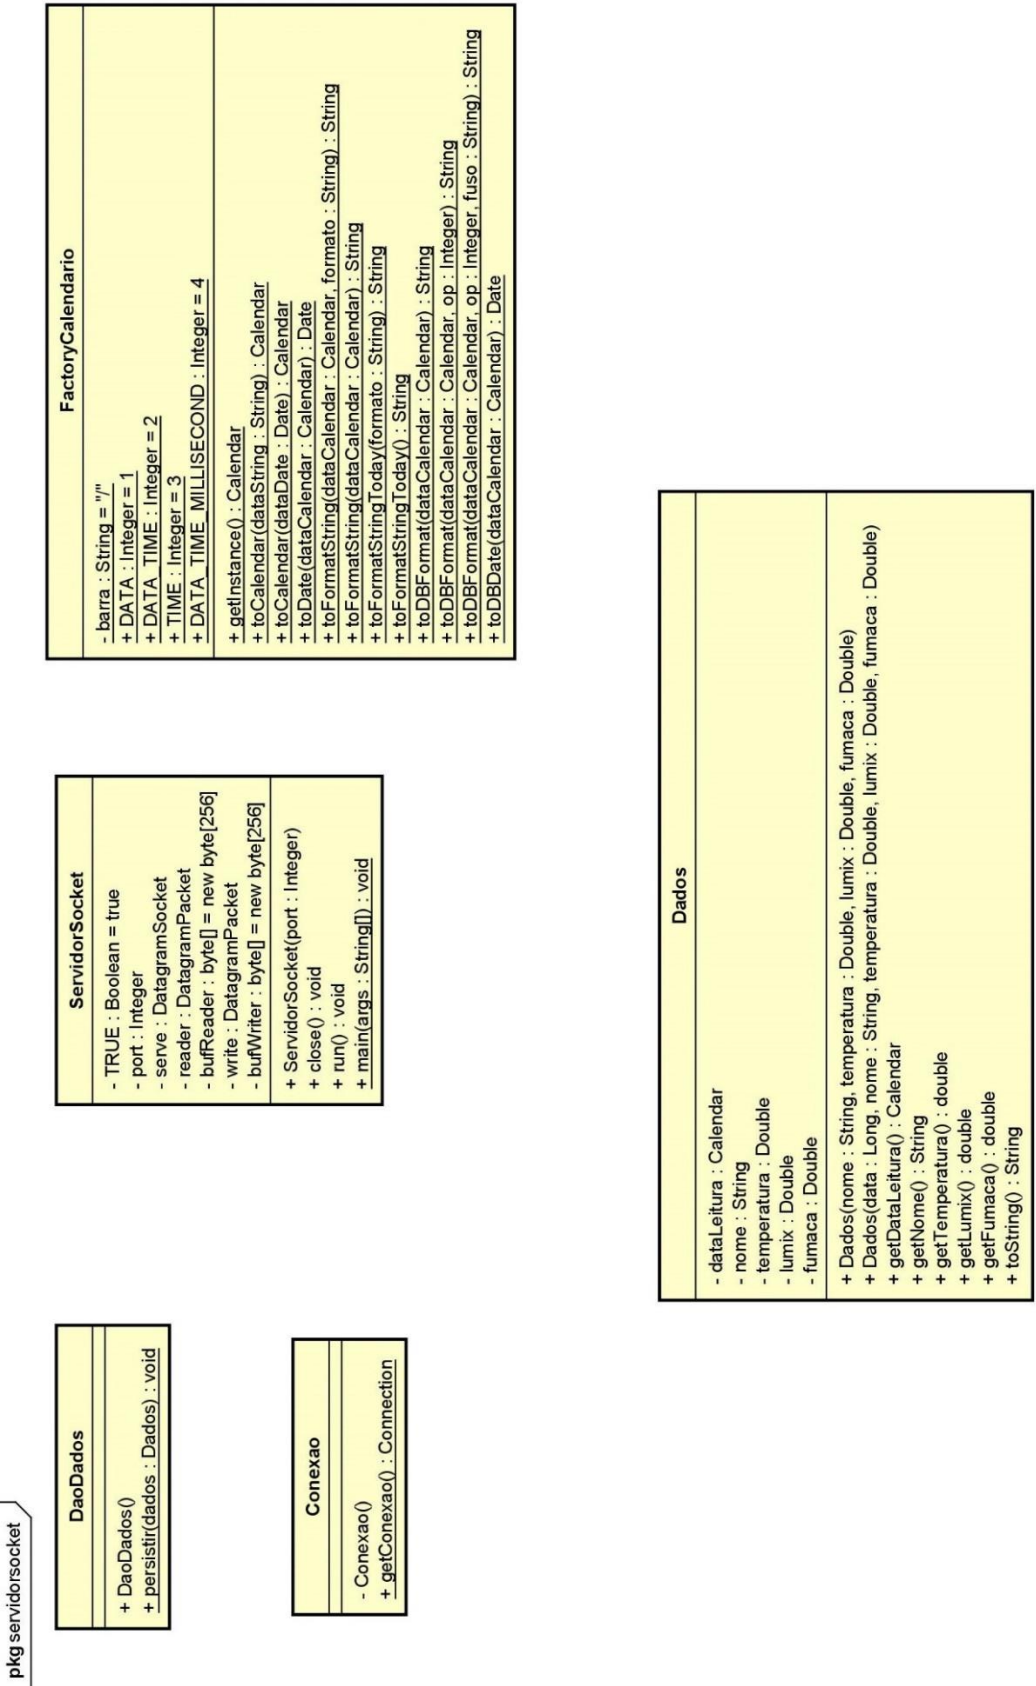 pkg servidorsocket
DaoDados
+ DaoDados()
+ persistir(dados : Dados) : void
Conexao
- Conexao()
+ getConexao() : Connection
ServidorSocket
- TRUE : Boolean = true
- port : Integer
- serve : DatagramSocket
- reader : DatagramPacket
- bufReader : byte[] = new byte[256]
- write : DatagramPacket
- bufWriter : byte[] = new byte[256]
+ ServidorSocket(port : Integer)
+ close() : void
+ run() : void
+ main(args : String[]) : void
FactoryCalendario
- barra : String = "/"
+ DATA : Integer = 1
+ DATA_TIME : Integer = 2
+ TIME : Integer = 3
+ DATA_TIME_MILLISECOND : Integer = 4
+ getInstance() : Calendar
+ toCalendar(dataString : String) : Calendar
+ toCalendar(dataDate : Date) : Calendar
+ toDate(dataCalendar : Calendar) : Date
+ toFormatString(dataCalendar : Calendar, formato : String) : String
+ toFormatString(dataCalendar : Calendar) : String
+ toFormatStringToday(formato : String) : String
+ toFormatStringToday() : String
+ toDBFormat(dataCalendar : Calendar) : String
+ toDBFormat(dataCalendar : Calendar, op : Integer) : String
+ toDBFormat(dataCalendar : Calendar, op : Integer, fuso : String) : String
+ toDBDate(dataCalendar : Calendar) : Date
Dados
- dataLeitura : Calendar
- nome : String
- temperatura : Double
- lumix : Double
- fumaca : Double
+ Dados(nome : String, temperatura : Double, lumix : Double, fumaca : Double)
+ Dados(data : Long, nome : String, temperatura : Double, lumix : Double, fumaca : Double)
+ getDataLeitura() : Calendar
+ getNome() : String
+ getTemperatura() : double
+ getLumix() : double
+ getFumaca() : double
+ toString() : String